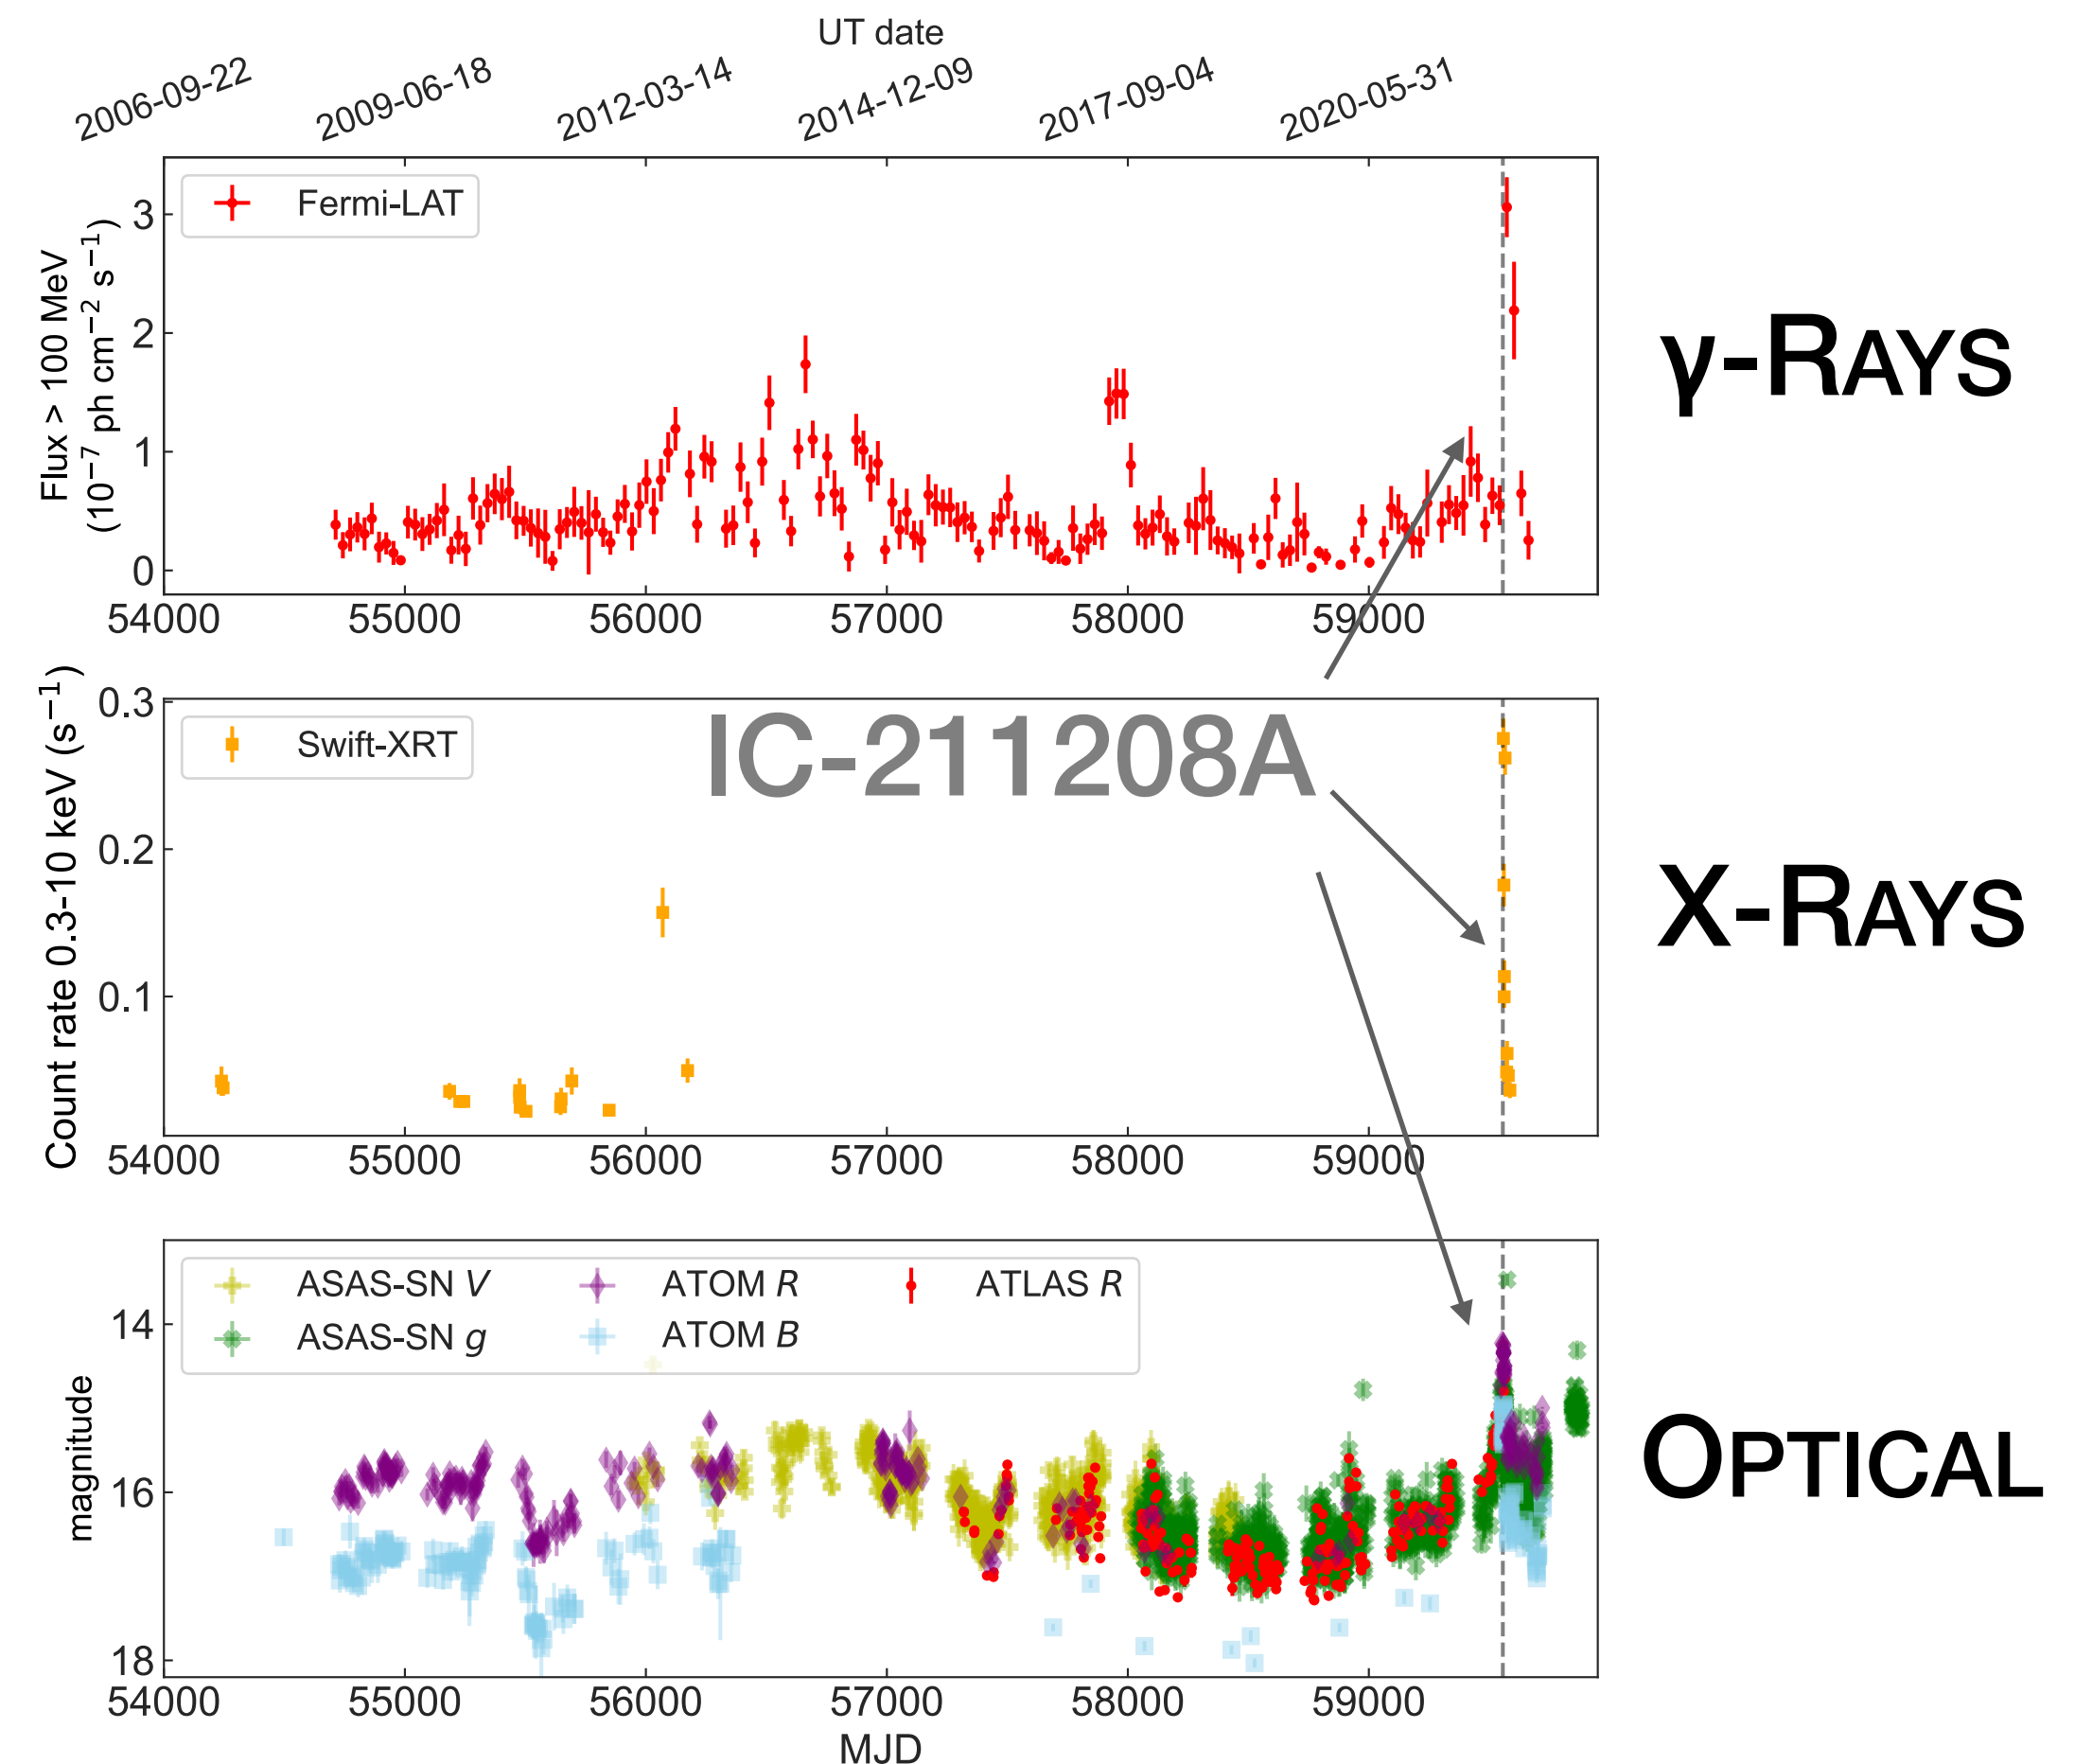 UT date
2006-09-22 2009-06-18 2012-03-14 2014-12-09 2017-09-04 2020-05-31
Fermi-LAT
Flux > 100 MeV
(10⁻⁷ ph cm⁻² s⁻¹)
3
2
1
0
54000 55000 56000 57000 58000 59000
γ-RAYS
Swift-XRT
IC-211208A
Count rate 0.3-10 keV (s⁻¹)
0.3
0.2
0.1
54000 55000 56000 57000 58000 59000
X-RAYS
ASAS-SN V ATOM R ATLAS R
ASAS-SN g ATOM B
magnitude
14
16
18
54000 55000 56000 57000 58000 59000
MJD
OPTICAL